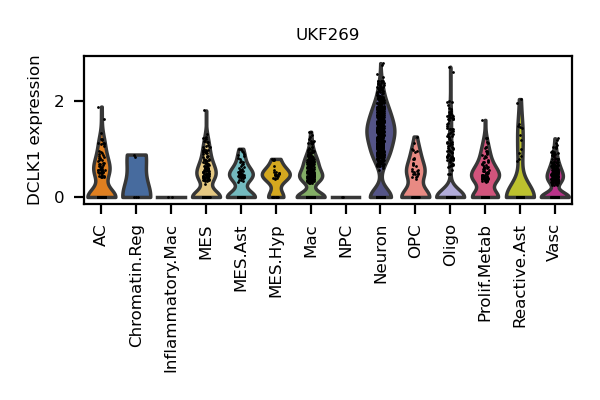 UKF269
DCLK1 expression
2
0
AC
Chromatin.Reg
Inflammatory.Mac
MES
MES.Ast
MES.Hyp
Mac
NPC
Neuron
OPC
Oligo
Prolif.Metab
Reactive.Ast
Vasc